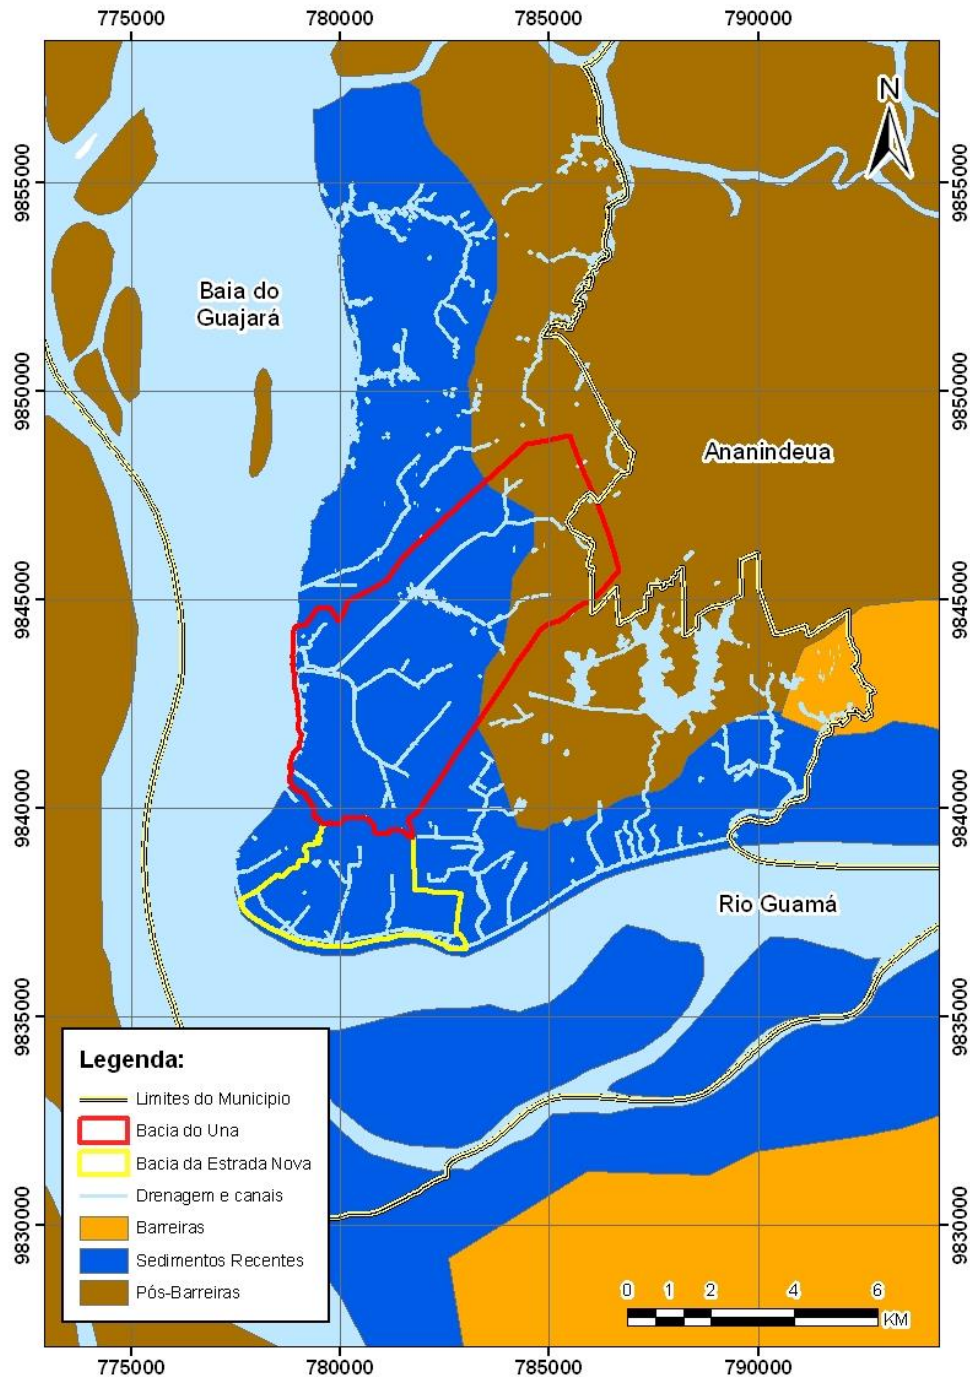 775000 780000 785000 790000
N
9855000 9855000
Baia do
Guajará
9850000 9850000
Ananindeua
9845000 9845000
9840000 9840000
Rio Guamá
9835000 9835000
Legenda:
Limites do Municipio
Bacia do Una
Bacia da Estrada Nova
Drenagem e canais
Barreiras
Sedimentos Recentes
Pós-Barreiras
9830000 9830000
0 1 2 4 6
KM
775000 780000 785000 790000